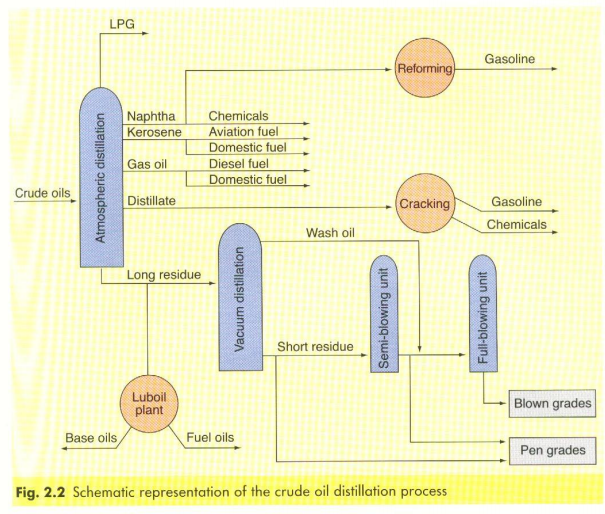 LPG
Reforming
Gasoline
Atmospheric distillation
Naphtha
Chemicals
Kerosene
Aviation fuel
Domestic fuel
Gas oil
Diesel fuel
Domestic fuel
Crude oils
Distillate
Cracking
Gasoline
Chemicals
Wash oil
Long residue
Vacuum distillation
Semi-blowing unit
Full-blowing unit
Short residue
Luboil
plant
Blown grades
Base oils
Fuel oils
Pen grades
Fig. 2.2 Schematic representation of the crude oil distillation process